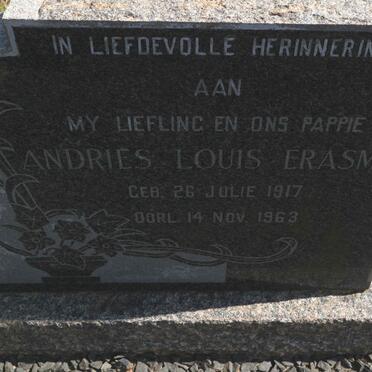 IN LIEFDEVOLLE HERINNERIN
AAN
MY LIEFLING EN ONS PAPPIE
ANDRIES LOUIS ERASM
GEB. 26 JULIE 1917
OORL. 14 NOV. 1963